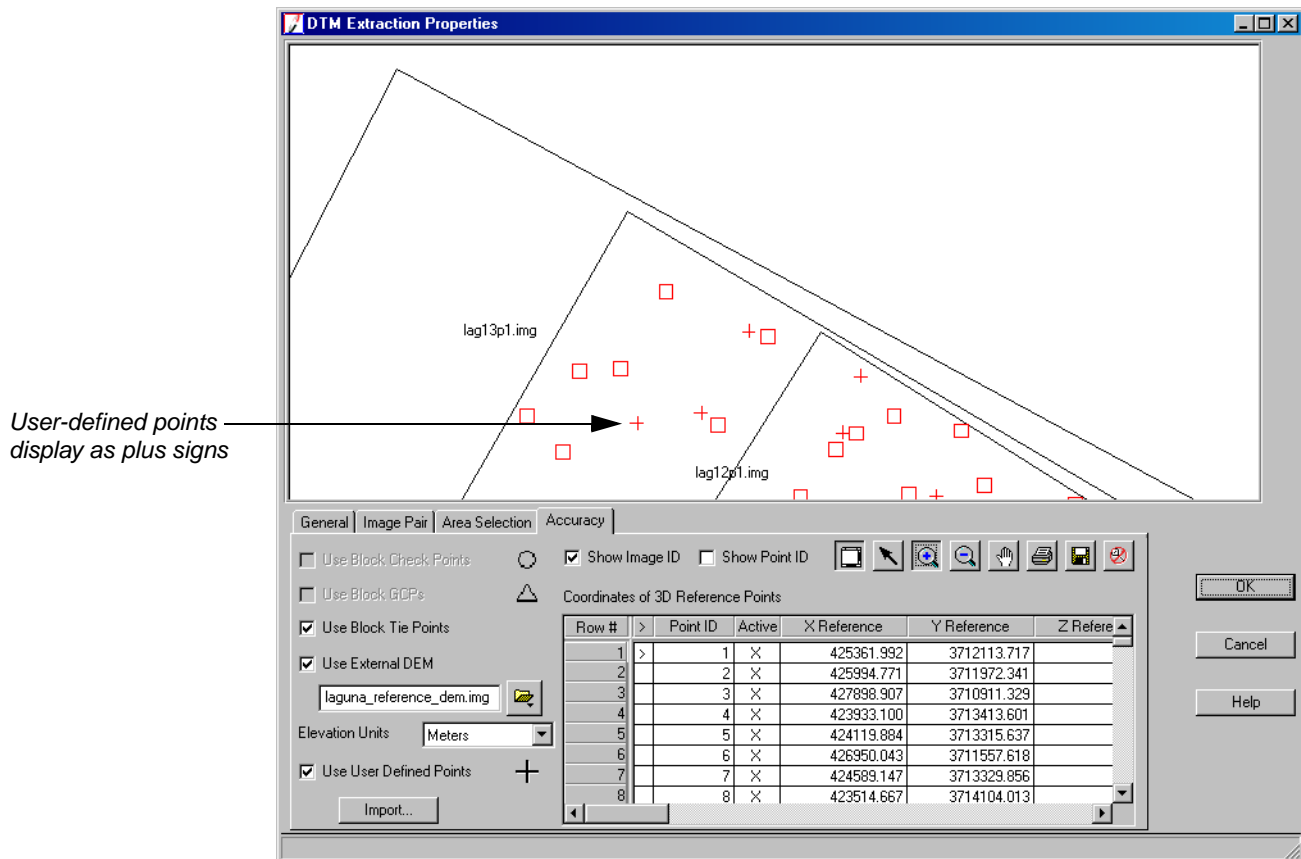 DTM Extraction Properties
lag13p1.img
User-defined points
display as plus signs
lag12p1.img
General Image Pair Area Selection Accuracy
Use Block Check Points
Show Image ID Show Point ID
Use Block GCPs
Coordinates of 3D Reference Points
OK
Use Block Tie Points
Use External DEM
laguna_reference_dem.img
Elevation Units Meters
Use User Defined Points
Import...
Row # > Point ID Active X Reference Y Reference Z Refere
1 > 1 X 425361.992 3712113.717
2 2 X 425994.771 3711972.341
3 3 X 427898.907 3710911.329
4 4 X 423933.100 3713413.601
5 5 X 424119.884 3713315.637
6 6 X 426950.043 3711557.618
7 7 X 424589.147 3713329.856
8 8 X 423514.667 3714104.013
Cancel
Help